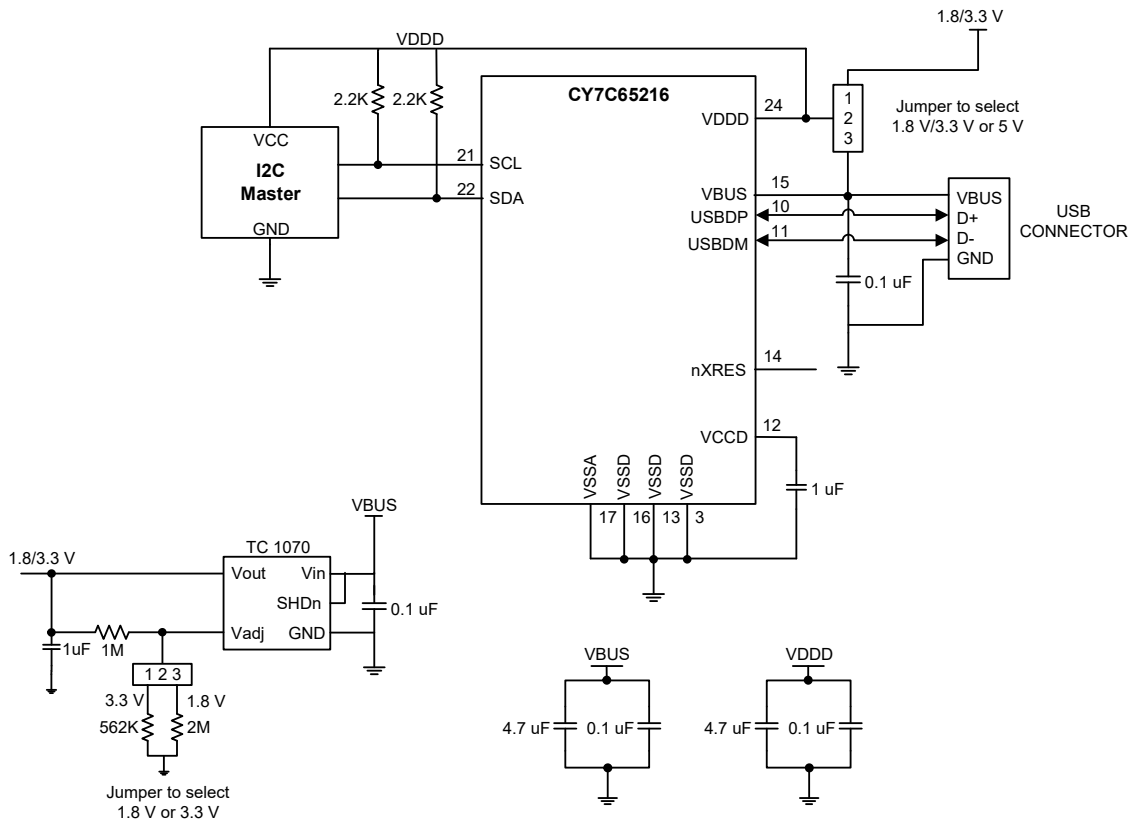 1.8/3.3 V
VDDD
CY7C65216
2.2K
2.2K
VDDD
24
1
2
3
Jumper to select
1.8 V/3.3 V or 5 V
VCC
I2C
Master
GND
21
SCL
22
SDA
VBUS
15
USBDP
10
USBDM
11
VBUS
D+
D-
GND
USB
CONNECTOR
0.1 uF
nXRES
14
VCCD
12
1 uF
VSSA
VSSD
VSSD
VSSD
17
16
13
3
VBUS
1.8/3.3 V
TC 1070
Vout
Vin
SHDn
Vadj
GND
0.1 uF
1uF
1M
1 2 3
3.3 V
1.8 V
562K
2M
Jumper to select
1.8 V or 3.3 V
VBUS
4.7 uF
0.1 uF
VDDD
4.7 uF
0.1 uF